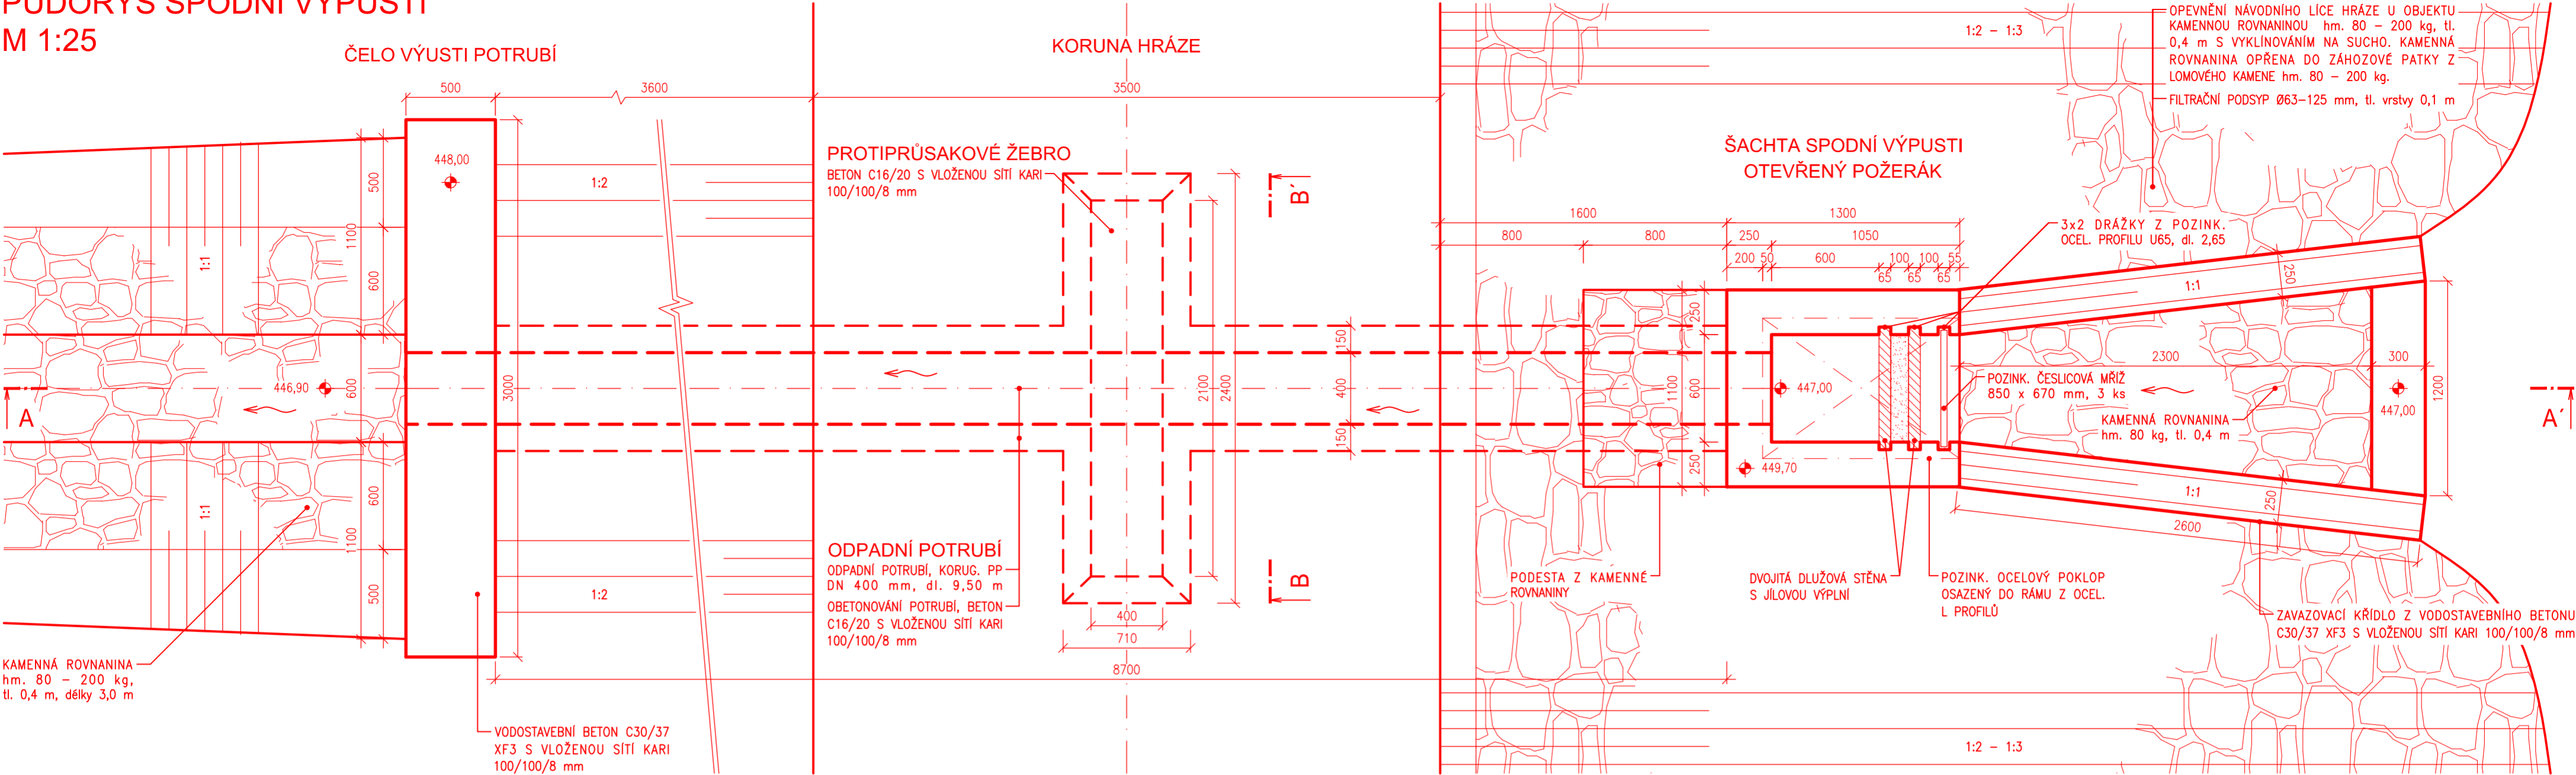 PŮDORYS SPODNÍ VÝPUSTI
M 1:25
ČELO VÝUSTI POTRUBÍ
KORUNA HRÁZE
500
3600
3500
448,00
1:2
500
1100
600
1:1
446,90
600
3000
A
1:1
600
1100
500
1:2
KAMENNÁ ROVNANINA
hm. 80 - 200 kg,
tl. 0,4 m, délky 3,0 m
VODOSTAVEBNÍ BETON C30/37
XF3 S VLOŽENOU SÍTÍ KARI
100/100/8 mm
PROTIPRŮSAKOVÉ ŽEBRO
BETON C16/20 S VLOŽENOU SÍTÍ KARI
100/100/8 mm
B´
2100
2400
150
400
150
ODPADNÍ POTRUBÍ
ODPADNÍ POTRUBÍ, KORUG. PP
DN 400 mm, dl. 9,50 m
OBETONOVÁNÍ POTRUBÍ, BETON
C16/20 S VLOŽENOU SÍTÍ KARI
100/100/8 mm
B
400
710
8700
1:2 - 1:3
OPEVNĚNÍ NÁVODNÍHO LÍCE HRÁZE U OBJEKTU
KAMENNOU ROVNANINOU hm. 80 - 200 kg, tl.
0,4 m S VYKLÍNOVÁNÍM NA SUCHO. KAMENNÁ
ROVNANINA OPŘENA DO ZÁHOZOVÉ PATKY Z
LOMOVÉHO KAMENE hm. 80 - 200 kg.
FILTRAČNÍ PODSYP Ø63-125 mm, tl. vrstvy 0,1 m
ŠACHTA SPODNÍ VÝPUSTI
OTEVŘENÝ POŽERÁK
1600
1300
800
800
250
1050
200
50
600
100
100
55
65
65
65
3x2 DRÁŽKY Z POZINK.
OCEL. PROFILU U65, dl. 2,65
250
1:1
250
1100
600
250
447,00
449,70
2300
300
1200
447,00
POZINK. ČESLICOVÁ MŘÍŽ
850 x 670 mm, 3 ks
KAMENNÁ ROVNANINA
hm. 80 kg, tl. 0,4 m
A´
1:1
250
2600
PODESTA Z KAMENNÉ
ROVNANINY
DVOJITÁ DLUŽOVÁ STĚNA
S JÍLOVOU VÝPLNÍ
POZINK. OCELOVÝ POKLOP
OSAZENÝ DO RÁMU Z OCEL.
L PROFILŮ
ZAVAZOVACÍ KŘÍDLO Z VODOSTAVEBNÍHO BETONU
C30/37 XF3 S VLOŽENOU SÍTÍ KARI 100/100/8 mm
1:2 - 1:3